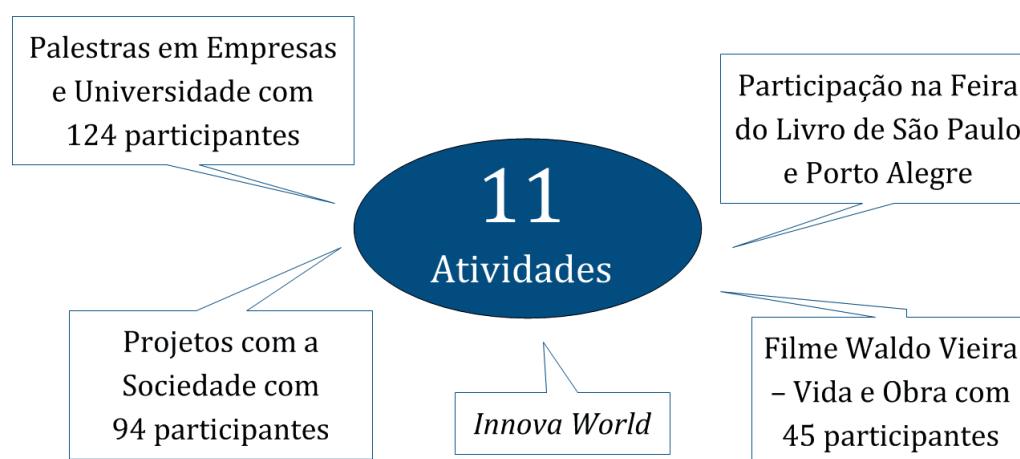 Palestras em Empresas
e Universidade com
124 participantes
Participação na Feira
do Livro de São Paulo
e Porto Alegre
11
Atividades
Projetos com a
Sociedade com
94 participantes
Innova World
Filme Waldo Vieira
– Vida e Obra com
45 participantes